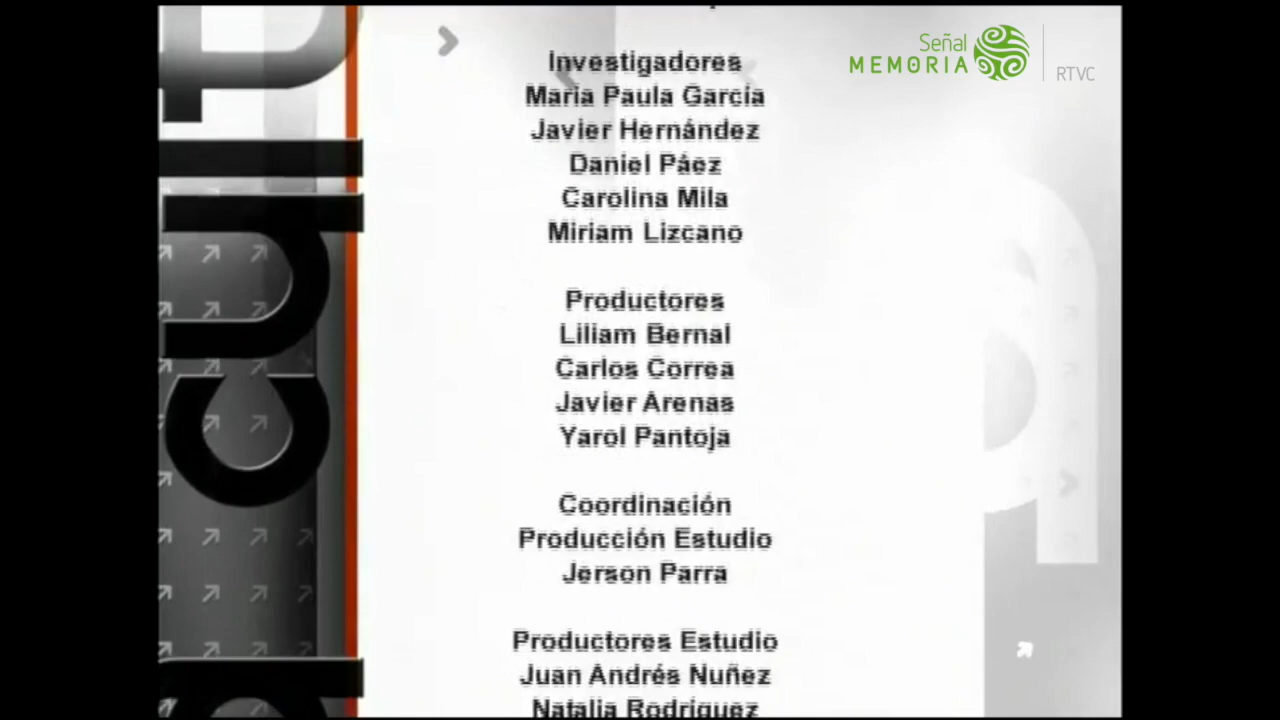 Señal
MEMORIA
RTVC
Investigadores
Maria Paula García
Javier Hernández
Daniel Páez
Carolina Mila
Miriam Lizcano
Productores
Liliam Bernal
Carlos Correa
Javier Arenas
Yarol Pantoja
Coordinación
Producción Estudio
Jerson Parra
Productores Estudio
Juan Andrés Nuñez
Natalia Rodríguez